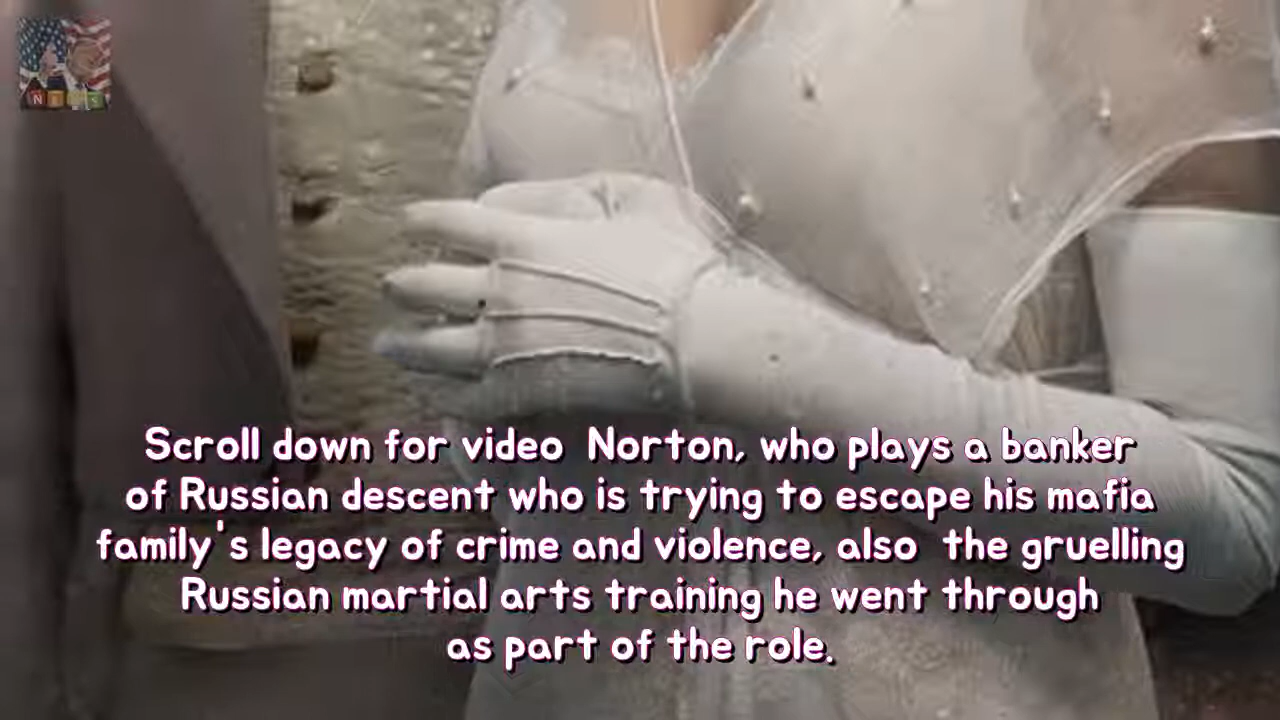 NEWS
Scroll down for video  Norton, who plays a banker
of Russian descent who is trying to escape his mafia
family's legacy of crime and violence, also  the gruelling
Russian martial arts training he went through
as part of the role.